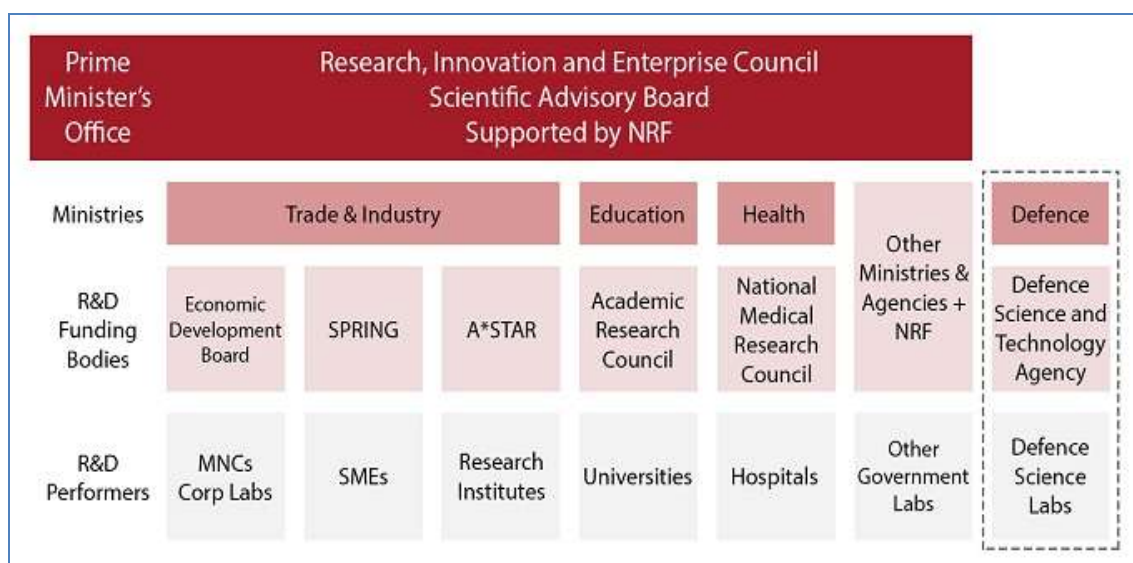 Prime
Minister's
Office
Research, Innovation and Enterprise Council
Scientific Advisory Board
Supported by NRF
Ministries
Trade & Industry
Education
Health
Other
Ministries &
Agencies +
NRF
Defence
R&D
Funding
Bodies
Economic
Development
Board
SPRING
A*STAR
Academic
Research
Council
National
Medical
Research
Council
Defence
Science and
Technology
Agency
R&D
Performers
MNCs
Corp Labs
SMEs
Research
Institutes
Universities
Hospitals
Other
Government
Labs
Defence
Science
Labs